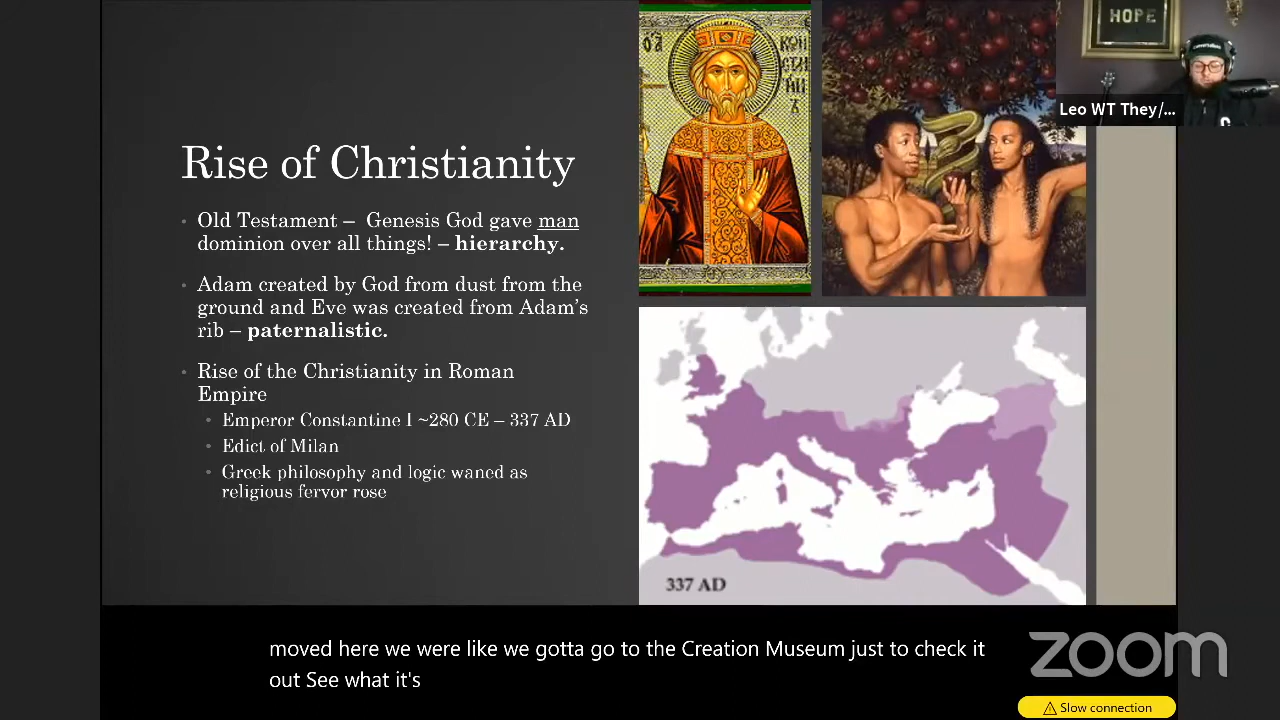 HOPE
Leo WT They/...
Rise of Christianity
• Old Testament – Genesis God gave man
dominion over all things! – hierarchy.
• Adam created by God from dust from the
ground and Eve was created from Adam’s
rib – paternalistic.
• Rise of the Christianity in Roman
Empire
• Emperor Constantine I ~280 CE – 337 AD
• Edict of Milan
• Greek philosophy and logic waned as
religious fervor rose
337 AD
moved here we were like we gotta go to the Creation Museum just to check it
out See what it's
zoom
Slow connection